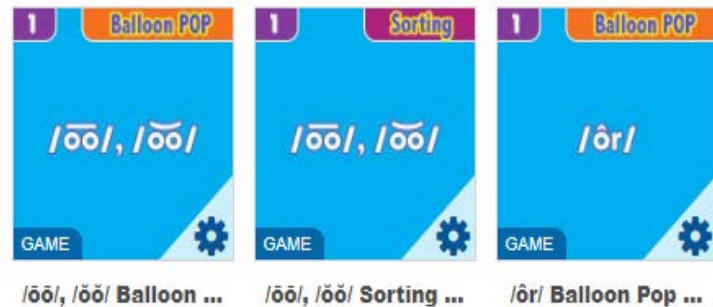 1 Balloon POP
/o͞o/, /o͝o/
GAME
/ōō/, /ŏŏ/ Balloon ...
1 Sorting
/o͞o/, /o͝o/
GAME
/ōō/, /ŏŏ/ Sorting ...
1 Balloon POP
/ôr/
GAME
/ôr/ Balloon Pop ...